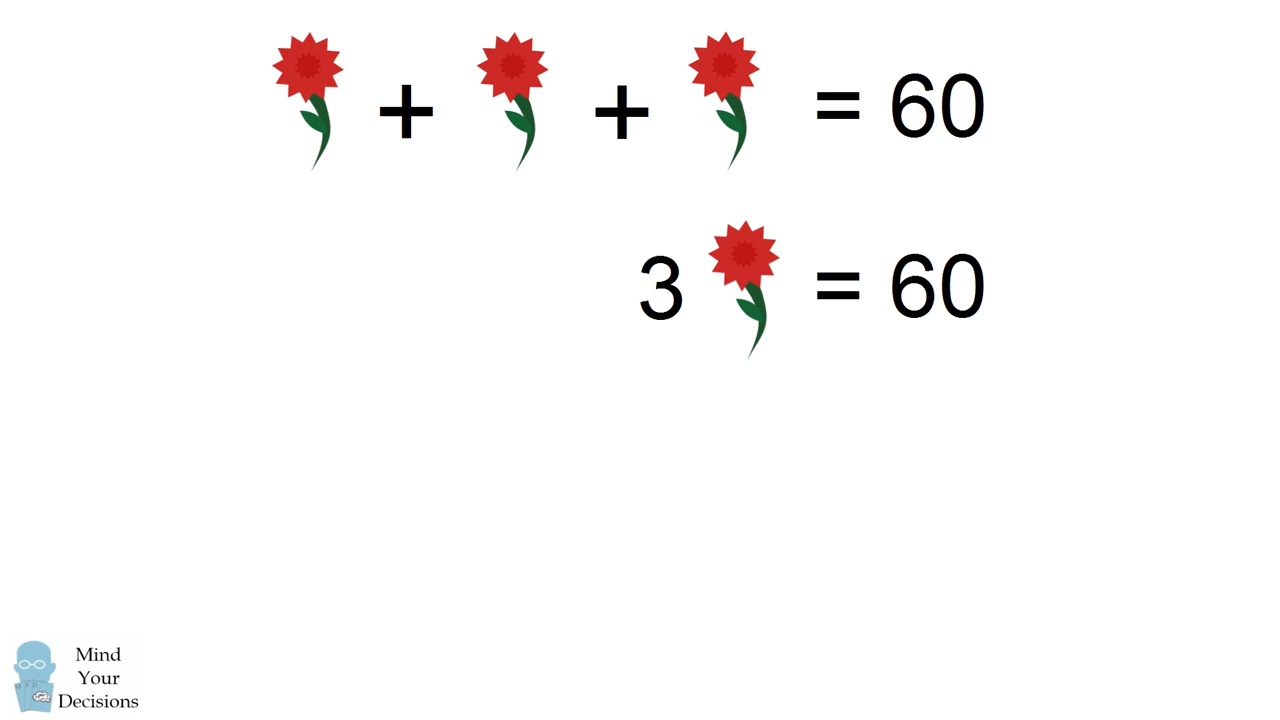 + + = 60
3 = 60
Mind
Your
Decisions